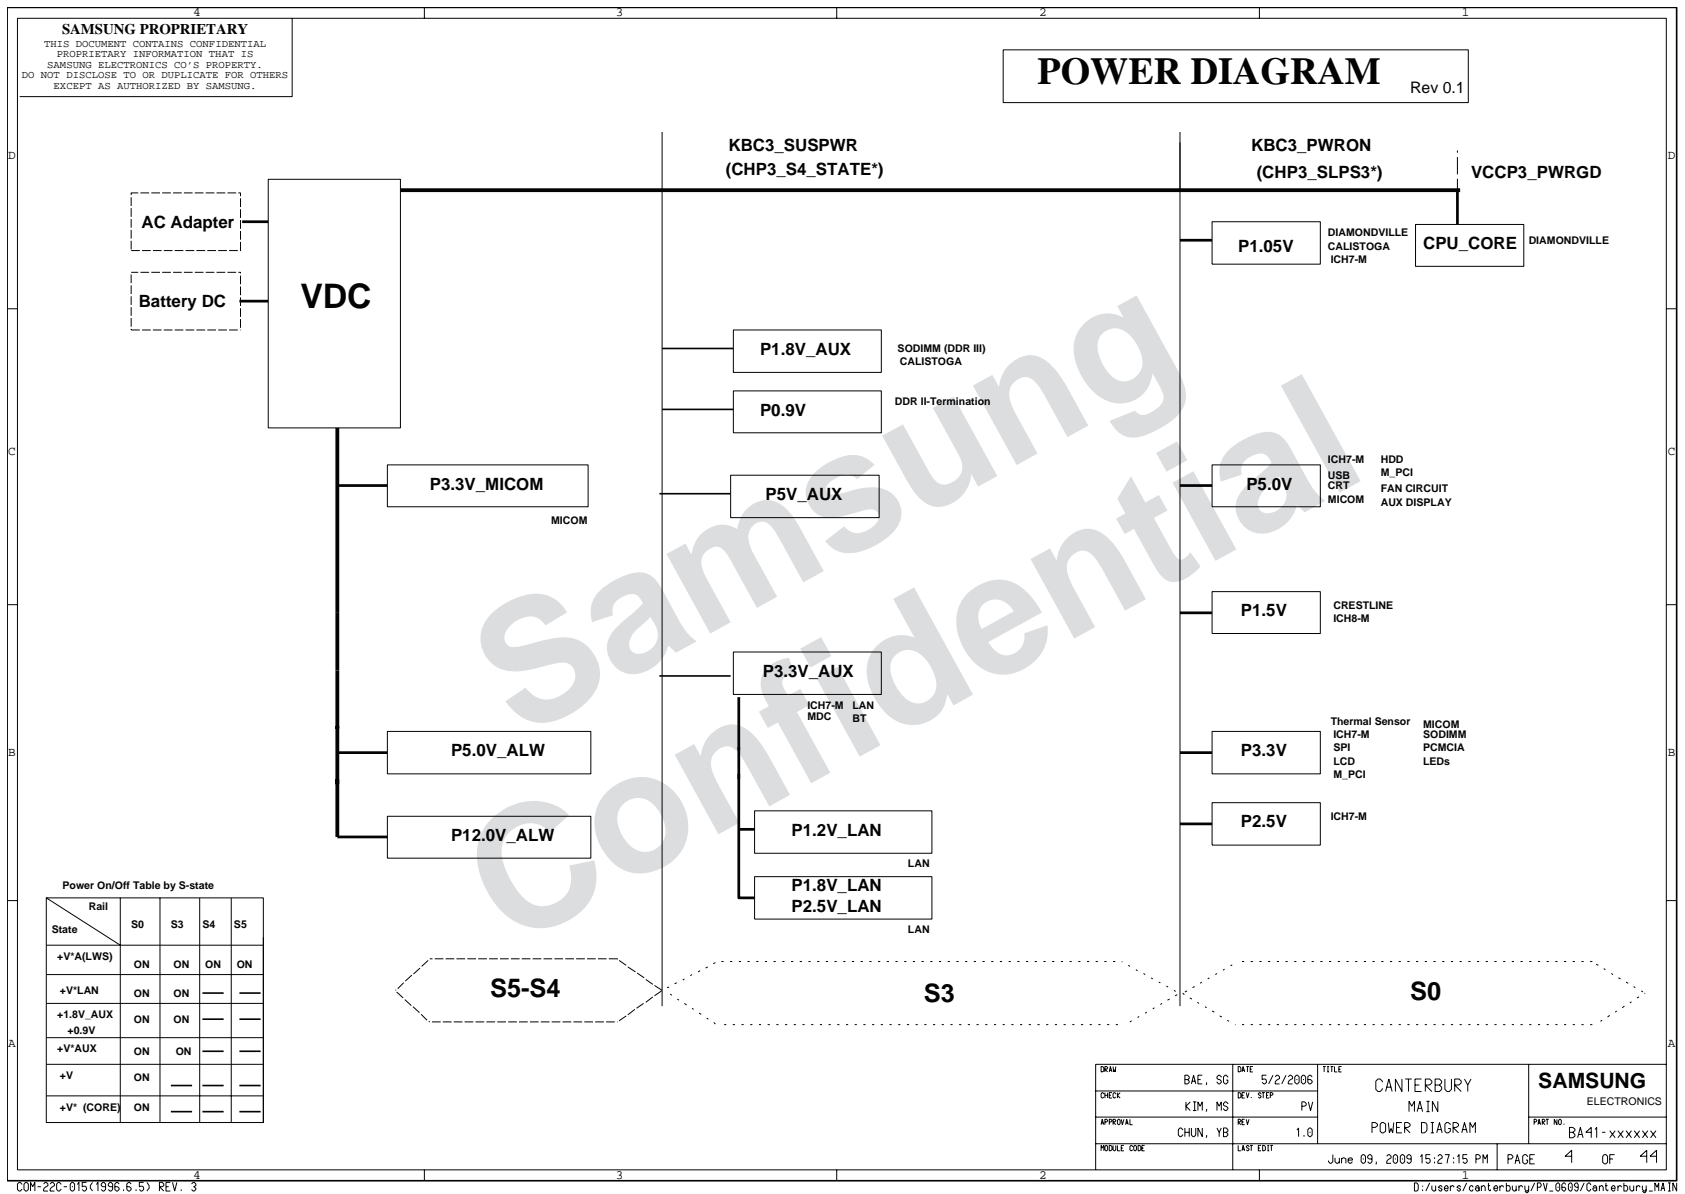 4 3 2 1
SAMSUNG PROPRIETARY
THIS DOCUMENT CONTAINS CONFIDENTIAL
PROPRIETARY INFORMATION THAT IS
SAMSUNG ELECTRONICS CO'S PROPERTY.
DO NOT DISCLOSE TO OR DUPLICATE FOR OTHERS
EXCEPT AS AUTHORIZED BY SAMSUNG.
POWER DIAGRAM Rev 0.1
D D
KBC3_SUSPWR
(CHP3_S4_STATE*)
KBC3_PWRON
(CHP3_SLPS3*)
VCCP3_PWRGD
AC Adapter
Battery DC
VDC
P1.05V
DIAMONDVILLE
CALISTOGA
ICH7-M
CPU_CORE
DIAMONDVILLE
P1.8V_AUX
SODIMM (DDR III)
CALISTOGA
P0.9V
DDR II-Termination
C C
P3.3V_MICOM
MICOM
P5V_AUX
P5.0V
ICH7-M HDD
USB M_PCI
CRT FAN CIRCUIT
MICOM AUX DISPLAY
P1.5V
CRESTLINE
ICH8-M
P3.3V_AUX
ICH7-M LAN
MDC BT
B B
P5.0V_ALW
P3.3V
Thermal Sensor MICOM
ICH7-M SODIMM
SPI PCMCIA
LCD LEDs
M_PCI
P12.0V_ALW
P1.2V_LAN
LAN
P2.5V
ICH7-M
P1.8V_LAN
P2.5V_LAN
LAN
Samsung
Confidential
Power On/Off Table by S-state
Rail
State S0 S3 S4 S5
+V*A(LWS) ON ON ON ON
+V*LAN ON ON — —
+1.8V_AUX
+0.9V ON ON — —
+V*AUX ON ON — —
+V ON — — —
+V* (CORE) ON — — —
S5-S4
S3
S0
A A
DRAW BAE, SG DATE 5/2/2006
CHECK KIM, MS DEV. STEP PV
APPROVAL CHUN, YB REV 1.0
MODULE CODE LAST EDIT June 09, 2009 15:27:15 PM
TITLE
CANTERBURY
MAIN
POWER DIAGRAM
SAMSUNG
ELECTRONICS
PART NO. BA41-xxxxxx
PAGE 4 OF 44
4 3 2 1
COM-22C-015(1996.6.5) REV. 3
D:/users/canterbury/PV_0609/Canterbury_MAIN